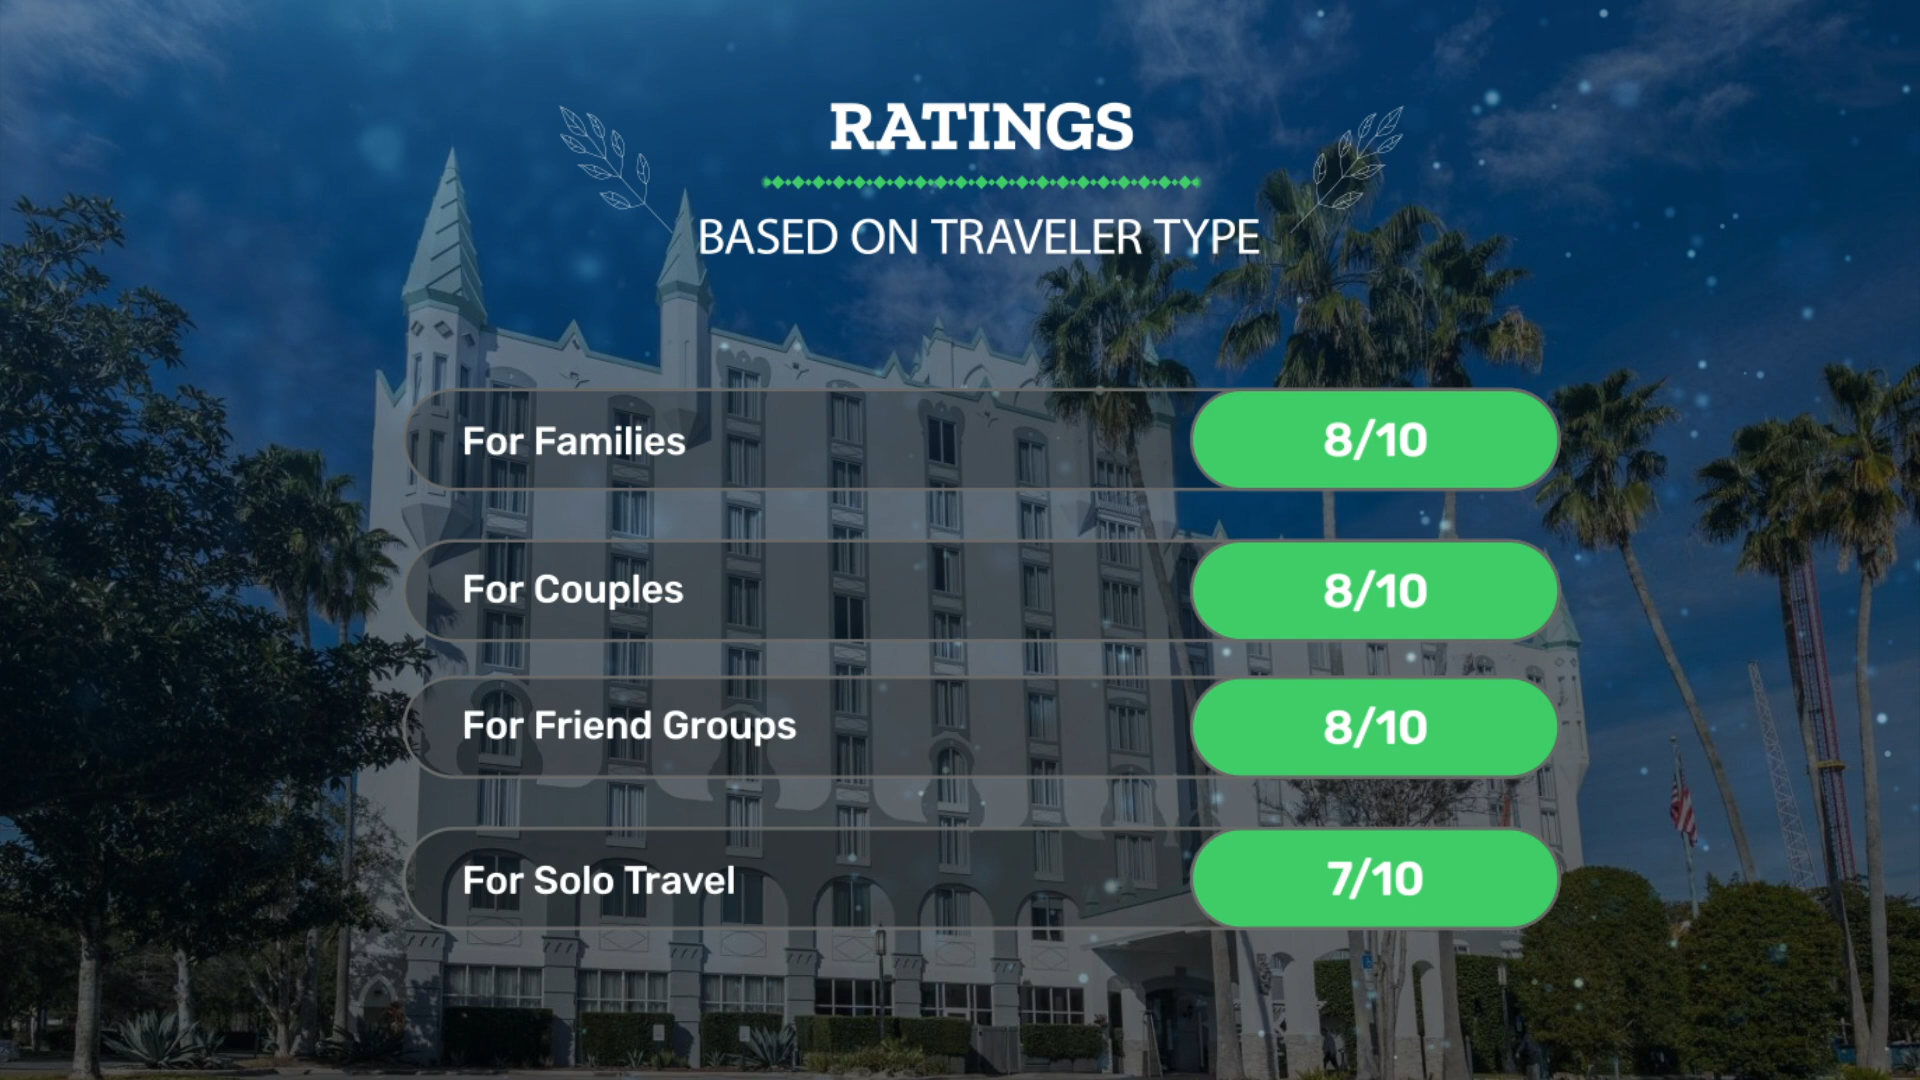 RATINGS
BASED ON TRAVELER TYPE
For Families 8/10
For Couples 8/10
For Friend Groups 8/10
For Solo Travel 7/10